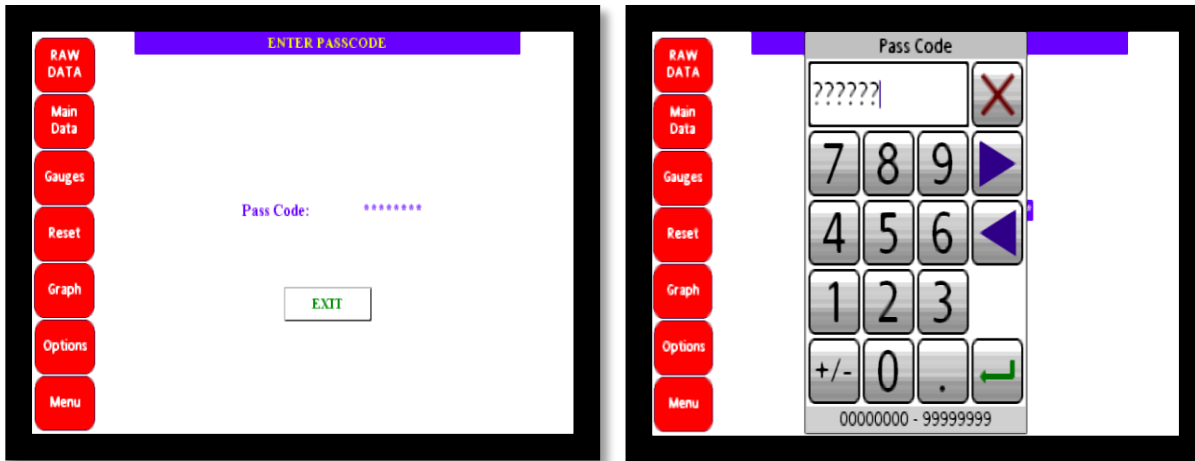 ENTER PASSCODE
RAW
DATA
Main
Data
Gauges
Reset
Graph
Options
Menu
Pass Code: ********
EXIT
RAW
DATA
Main
Data
Gauges
Reset
Graph
Options
Menu
Pass Code
??????
7 8 9
4 5 6
1 2 3
+/- 0 .
00000000 - 99999999
*